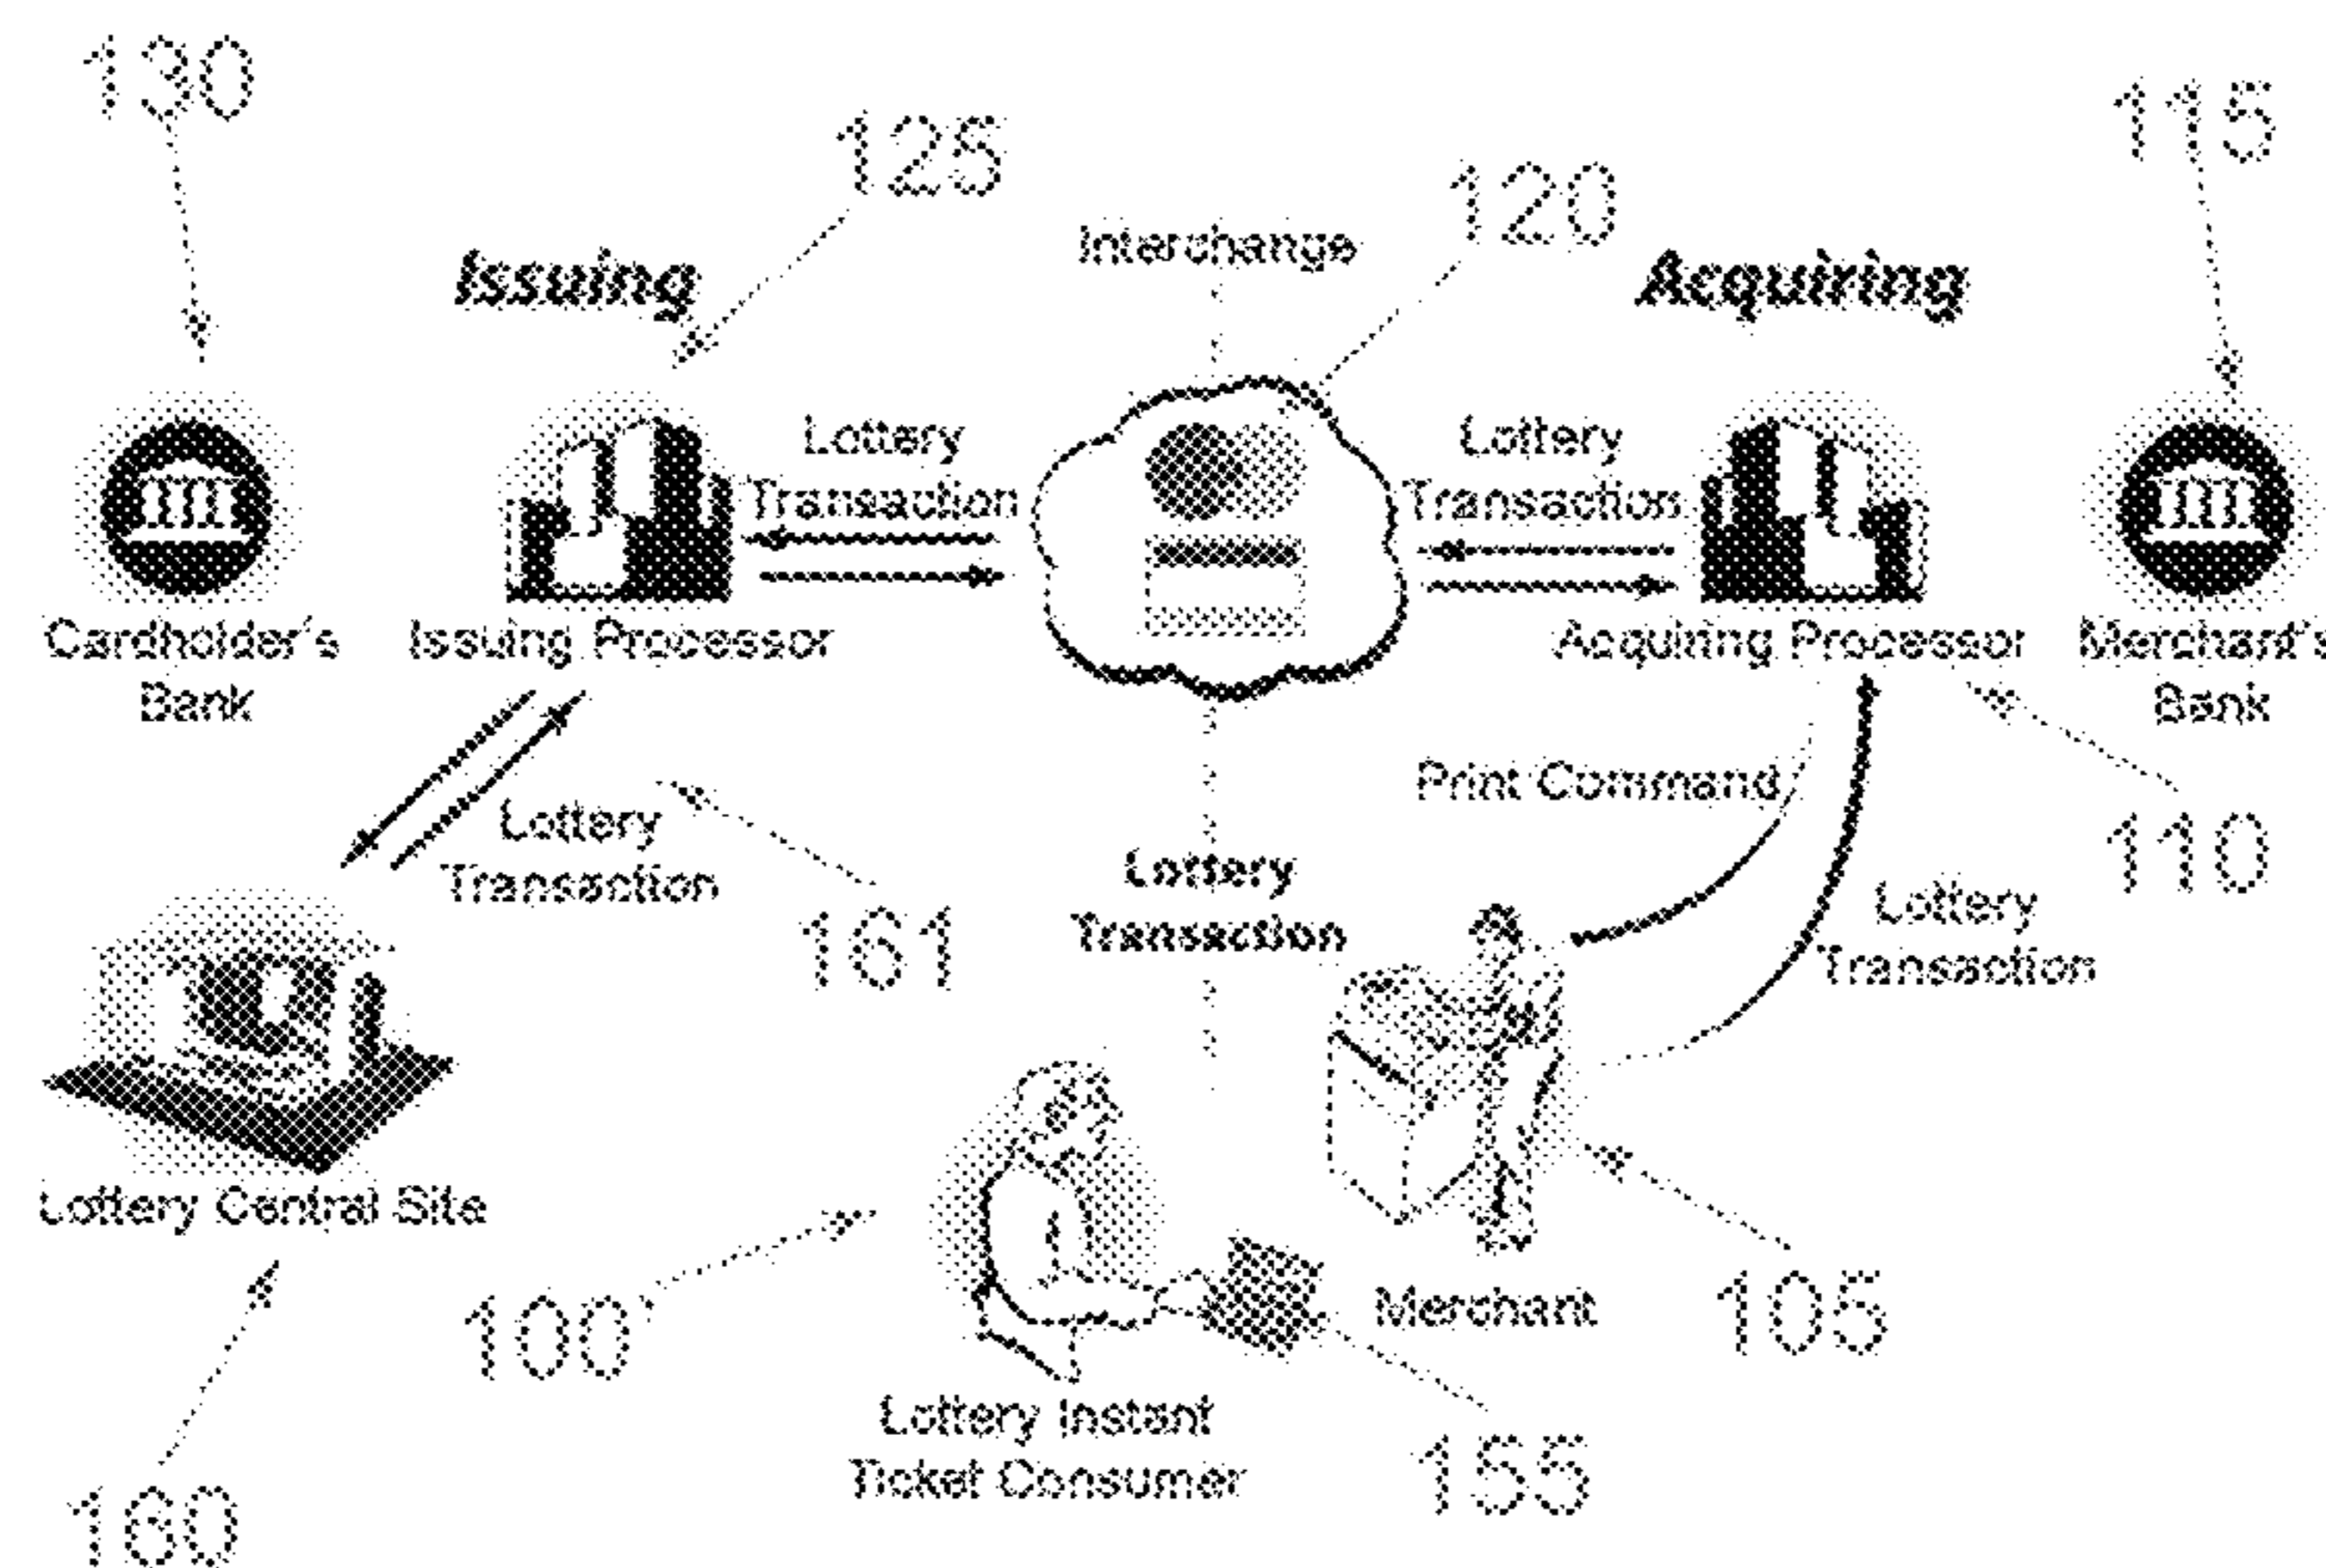 130
125
115
120
Interchange
Issuing
Acquiring
Lottery
Transaction
Lottery
Transaction
Cardholder's
Bank
Issuing Processor
Acquiring Processor
Merchant's
Bank
Print Command
Lottery
Transaction
110
Lottery
Transaction
161
Lottery
Transaction
Lottery Central Site
100'
Merchant
105
Lottery Instant
Ticket Consumer
155
160